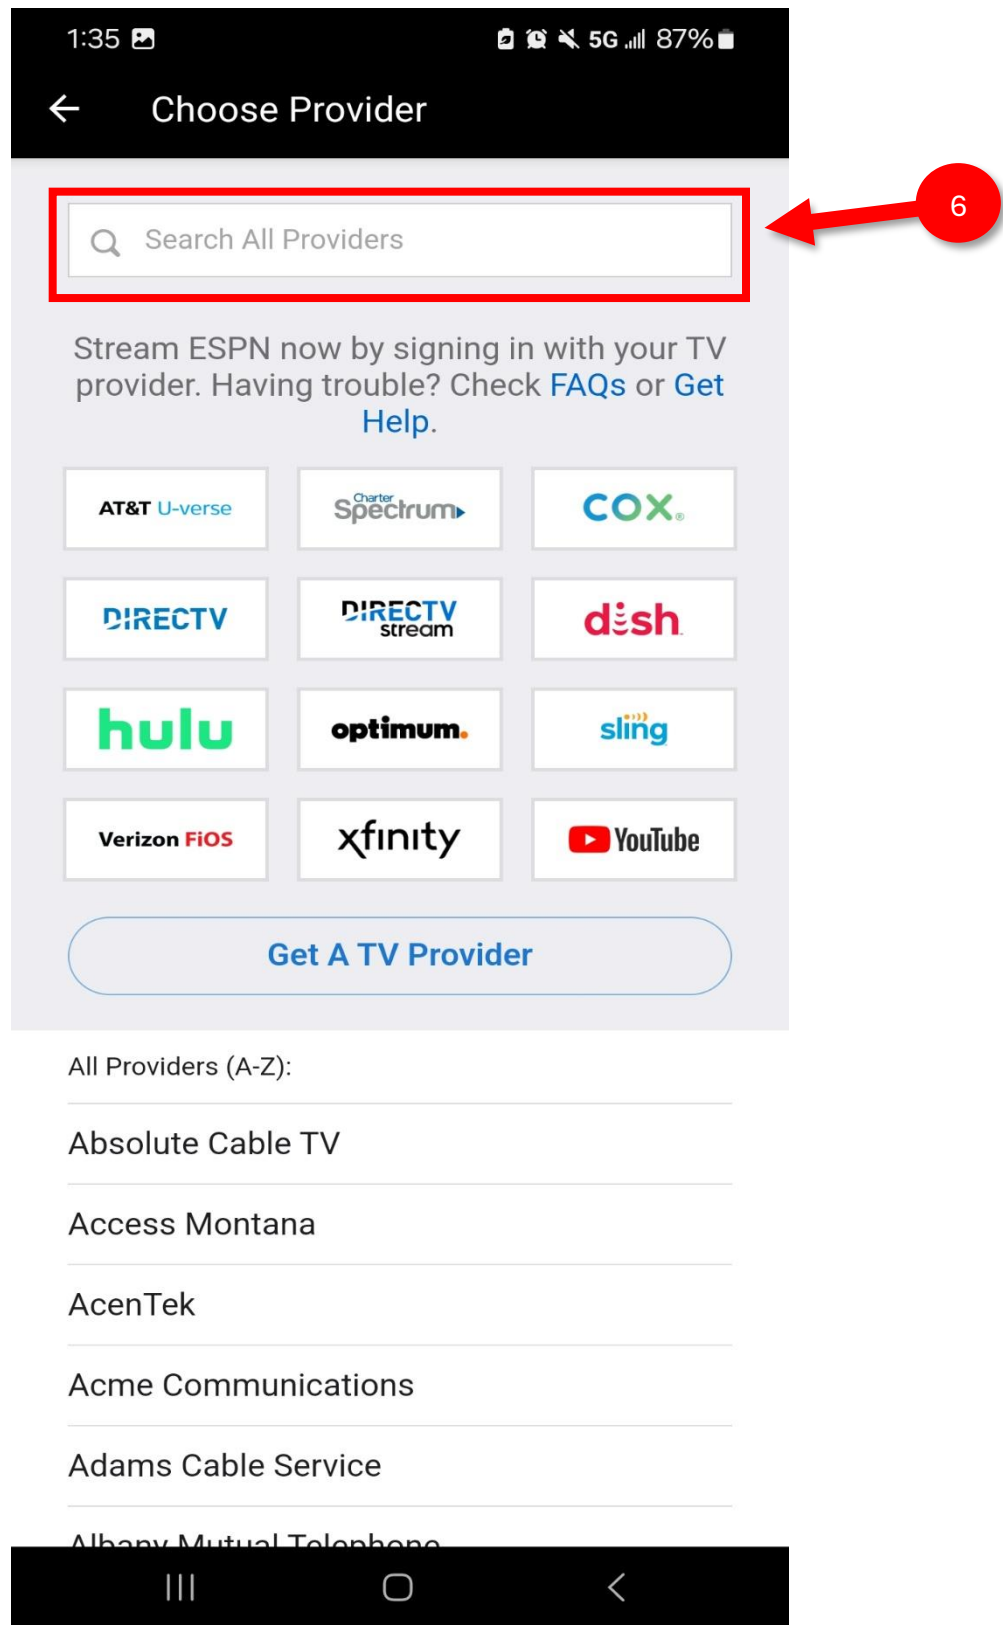 1:35 5G 87%
Choose Provider
6
Search All Providers
Stream ESPN now by signing in with your TV
provider. Having trouble? Check FAQs or Get
Help.
AT&T U-verse
Charter
Spectrum
COX®
DIRECTV
DIRECTV
stream
dish
hulu
optimum.
sling
Verizon FiOS
xfinity
YouTube
Get A TV Provider
All Providers (A-Z):
Absolute Cable TV
Access Montana
AcenTek
Acme Communications
Adams Cable Service
Albany Mutual Telephone